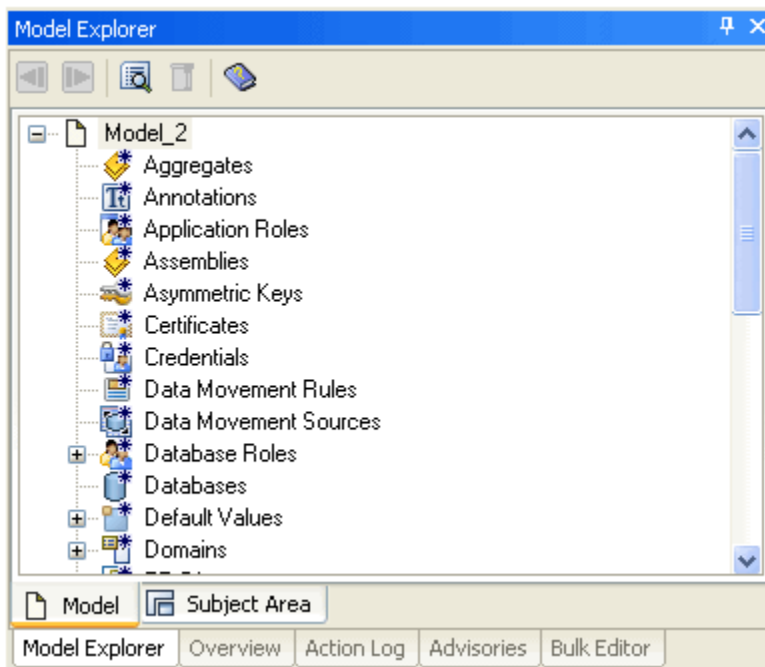 Model Explorer
Model_2
Aggregates
Annotations
Application Roles
Assemblies
Asymmetric Keys
Certificates
Credentials
Data Movement Rules
Data Movement Sources
Database Roles
Databases
Default Values
Domains
Model Subject Area
Model Explorer Overview Action Log Advisories Bulk Editor